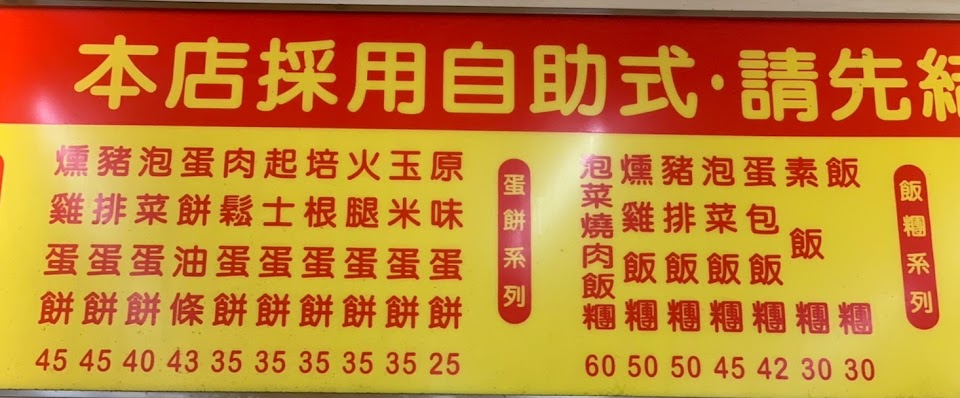 本店採用自助式·請先結
飯糰系列
飯糰 30
素飯糰 30
蛋包飯糰 42
泡菜飯糰 45
豬排飯糰 50
燻雞飯糰 50
泡菜燒肉飯糰 60
蛋餅系列
原味蛋餅 25
玉米蛋餅 35
火腿蛋餅 35
培根蛋餅 35
起士蛋餅 35
肉鬆蛋餅 35
蛋餅油條 43
泡菜蛋餅 40
豬排蛋餅 45
燻雞蛋餅 45